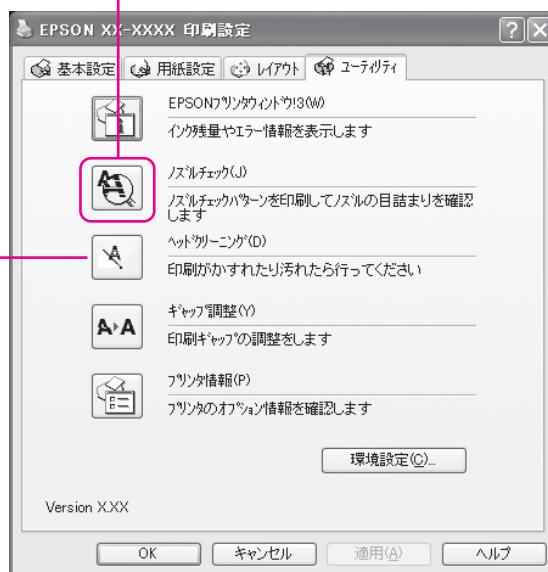 EPSON XX-XXXX 印刷設定
基本設定 用紙設定 レイアウト ユーティリティ
EPSONプリンタウィンドウ!3(W)
インク残量やエラー情報を表示します
ノズルチェック(J)
ノズルチェックパターンを印刷してノズルの目詰まりを確認
します
ヘッドクリーニング(D)
印刷がかすれたり汚れたら行ってください
ギャップ調整(Y)
印刷ギャップの調整をします
プリンタ情報(P)
プリンタのオプション情報を確認します
環境設定(C)...
Version X.XX
OK キャンセル 適用(A) ヘルプ